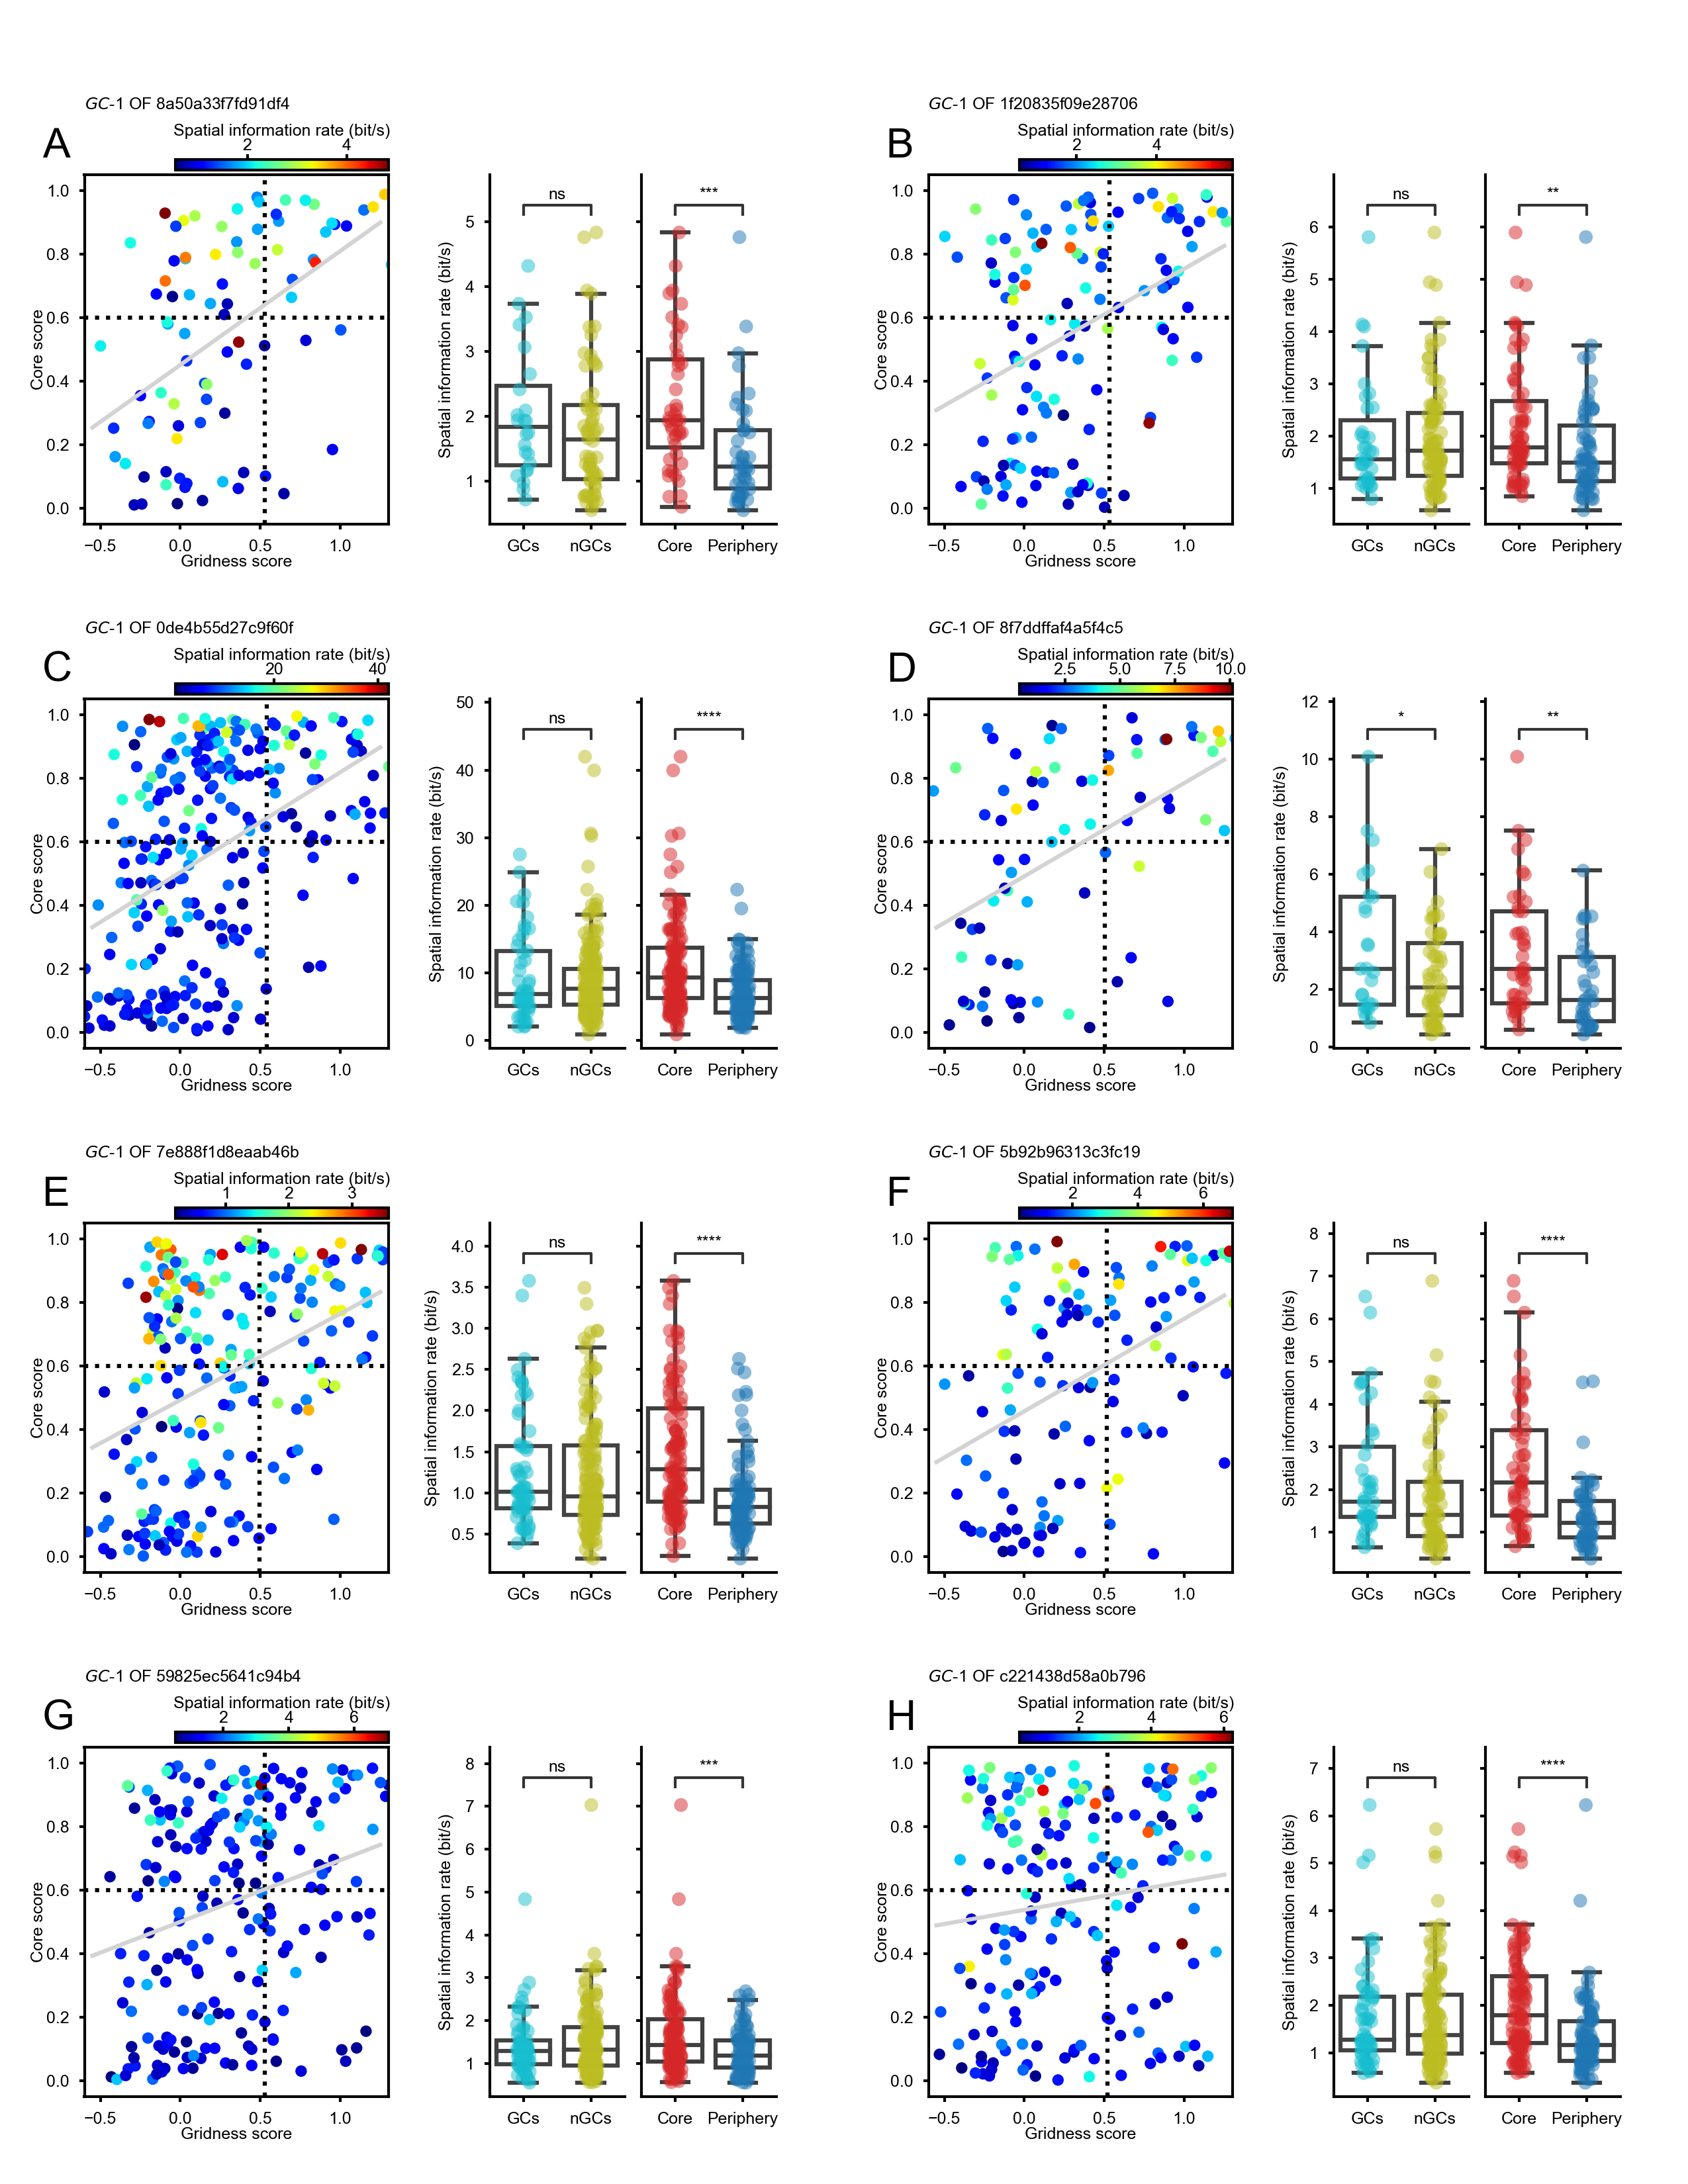 GC-1 OF 8a50a33f7fd91df4
A
Spatial information rate (bit/s)
2 4
1.0
0.8
0.6
0.4
0.2
0.0
Core score
−0.5 0.0 0.5 1.0
Gridness score
Spatial information rate (bit/s)
5
4
3
2
1
ns
***
GCs nGCs Core Periphery
GC-1 OF 1f20835f09e28706
B
Spatial information rate (bit/s)
2 4
1.0
0.8
0.6
0.4
0.2
0.0
Core score
−0.5 0.0 0.5 1.0
Gridness score
Spatial information rate (bit/s)
6
5
4
3
2
1
ns
**
GCs nGCs Core Periphery
GC-1 OF 0de4b55d27c9f60f
C
Spatial information rate (bit/s)
20 40
1.0
0.8
0.6
0.4
0.2
0.0
Core score
−0.5 0.0 0.5 1.0
Gridness score
Spatial information rate (bit/s)
50
40
30
20
10
0
ns
****
GCs nGCs Core Periphery
GC-1 OF 8f7ddffaf4a5f4c5
D
Spatial information rate (bit/s)
2.5 5.0 7.5 10.0
1.0
0.8
0.6
0.4
0.2
0.0
Core score
−0.5 0.0 0.5 1.0
Gridness score
Spatial information rate (bit/s)
12
10
8
6
4
2
0
*
**
GCs nGCs Core Periphery
GC-1 OF 7e888f1d8eaab46b
E
Spatial information rate (bit/s)
1 2 3
1.0
0.8
0.6
0.4
0.2
0.0
Core score
−0.5 0.0 0.5 1.0
Gridness score
Spatial information rate (bit/s)
4.0
3.5
3.0
2.5
2.0
1.5
1.0
0.5
ns
****
GCs nGCs Core Periphery
GC-1 OF 5b92b96313c3fc19
F
Spatial information rate (bit/s)
2 4 6
1.0
0.8
0.6
0.4
0.2
0.0
Core score
−0.5 0.0 0.5 1.0
Gridness score
Spatial information rate (bit/s)
8
7
6
5
4
3
2
1
ns
****
GCs nGCs Core Periphery
GC-1 OF 59825ec5641c94b4
G
Spatial information rate (bit/s)
2 4 6
1.0
0.8
0.6
0.4
0.2
0.0
Core score
−0.5 0.0 0.5 1.0
Gridness score
Spatial information rate (bit/s)
8
7
6
5
4
3
2
1
ns
***
GCs nGCs Core Periphery
GC-1 OF c221438d58a0b796
H
Spatial information rate (bit/s)
2 4 6
1.0
0.8
0.6
0.4
0.2
0.0
Core score
−0.5 0.0 0.5 1.0
Gridness score
Spatial information rate (bit/s)
7
6
5
4
3
2
1
ns
****
GCs nGCs Core Periphery